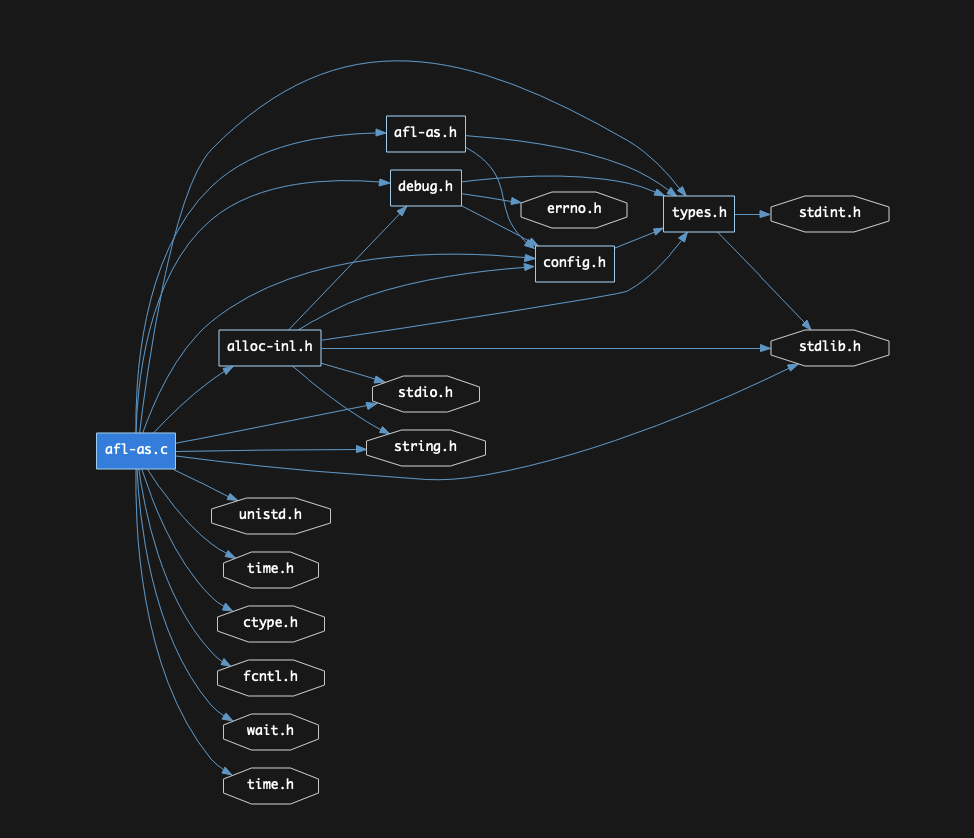 afl-as.h
debug.h
errno.h
types.h
stdint.h
config.h
alloc-inl.h
stdlib.h
stdio.h
string.h
afl-as.c
unistd.h
time.h
ctype.h
fcntl.h
wait.h
time.h